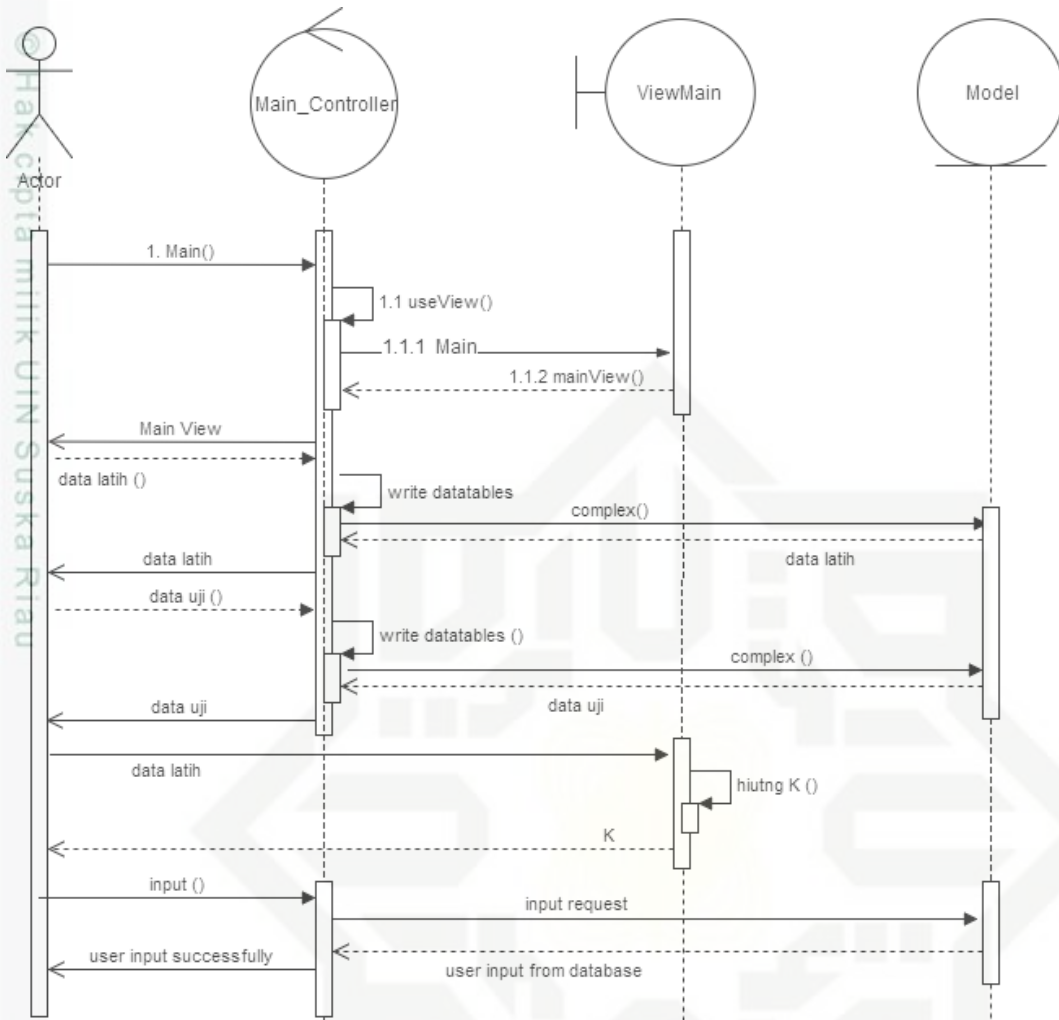 © Hak cipta milik UIN Suska Riau
Actor
Main_Controller
ViewMain
Model
1. Main()
1.1 useView()
1.1.1 Main
1.1.2 mainView()
Main View
data latih ()
write datatables
complex()
data latih
data latih
data uji ()
write datatables ()
complex ()
data uji
data uji
data latih
hiutng K ()
K
input ()
input request
user input successfully
user input from database